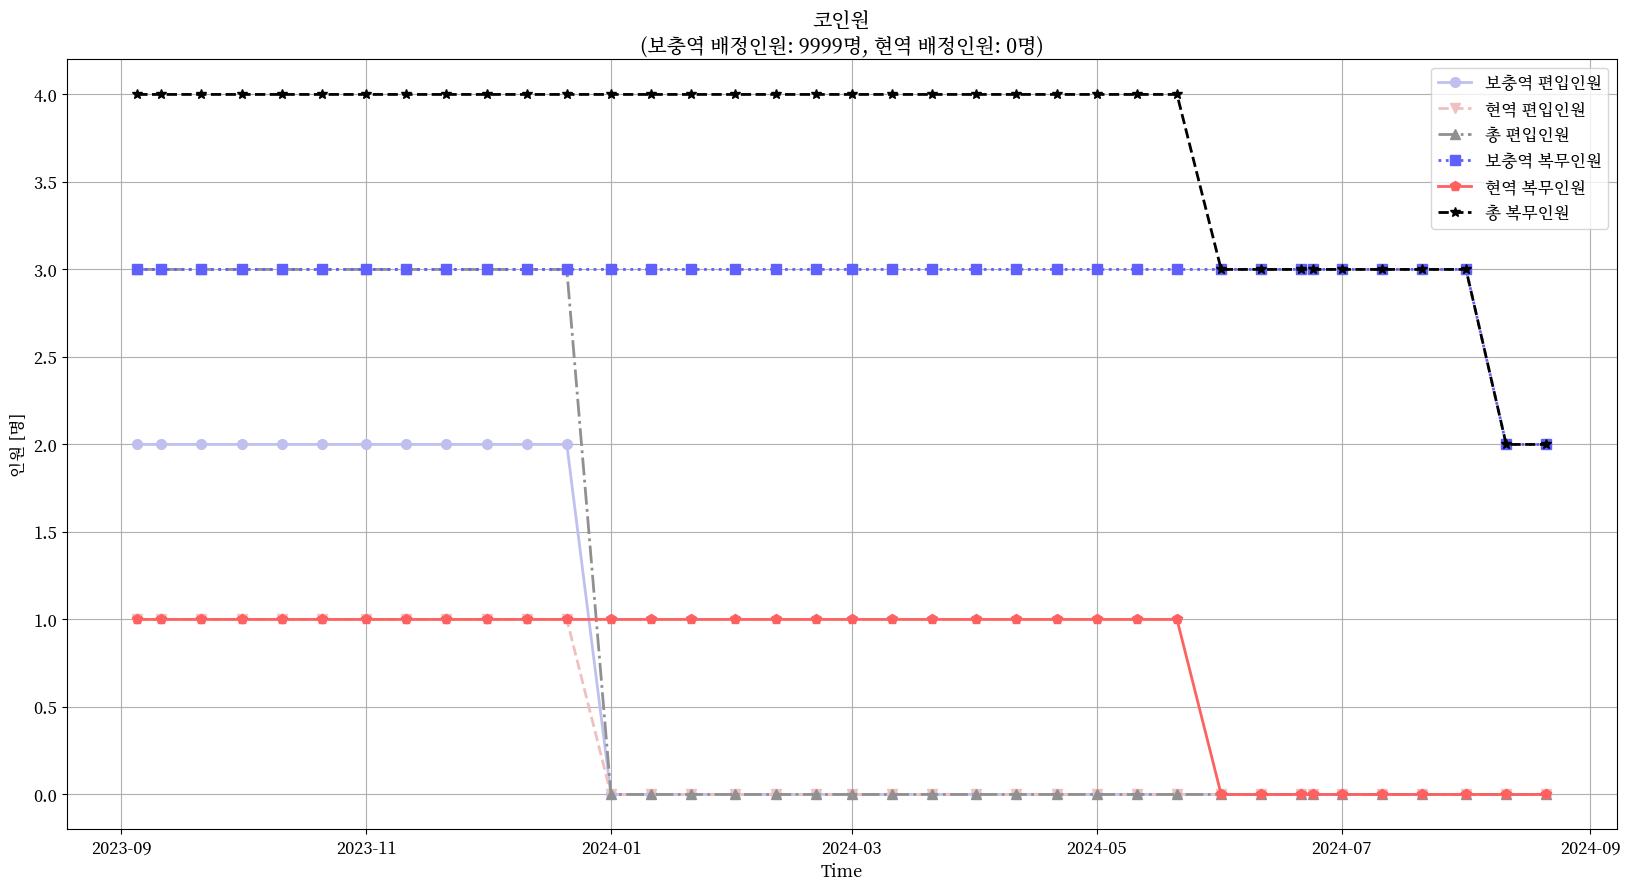 코인원
(보충역 배정인원: 9999명, 현역 배정인원: 0명)
보충역 편입인원
현역 편입인원
총 편입인원
보충역 복무인원
현역 복무인원
총 복무인원
4.0
3.5
3.0
2.5
2.0
1.5
1.0
0.5
0.0
인원 [명]
2023-09
2023-11
2024-01
2024-03
2024-05
2024-07
2024-09
Time